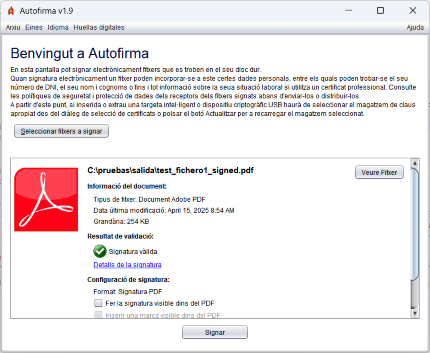 Autofirma v1.9
Arxiu Eines Idioma Huellas digitales Ajuda
Benvingut a Autofirma
En esta pantalla pot signar electrònicament fitxers que es troben en el seu disc dur.
Quan signatura electrònicament un fitxer poden incorporar-se a este certes dades personals, entre els quals poden trobar-se el seu
número de DNI, el seu nom i cognoms o fins i tot informació sobre la seua situació laboral si utilitza un certificat professional. Consulte
les polítiques de seguretat i protecció de dades dels receptors dels fitxers signats abans d'enviar-los o distribuir-los.
A partir d'este punt, si inserida o extrau una targeta intel·ligent o dispositiu criptogràfic USB haurà de seleccionar el magatzem de claus
apropiat des del diàleg de selecció de certificats o polsar el botó Actualitzar per a recarregar el magatzem seleccionat.
Seleccionar fitxers a signar
C:\pruebas\salida\test_fichero1_signed.pdf
Veure Fitxer
Informació del document:
Tipus de fitxer: Document Adobe PDF
Data última modificació: April 15, 2025 8:54 AM
Grandària: 254 KB
Resultat de validació:
Signatura vàlida
Detalls de la signatura
Configuració de signatura:
Format: Signatura PDF
Fer la signatura visible dins del PDF
Inserir una marca visible dins del PDF
Signar